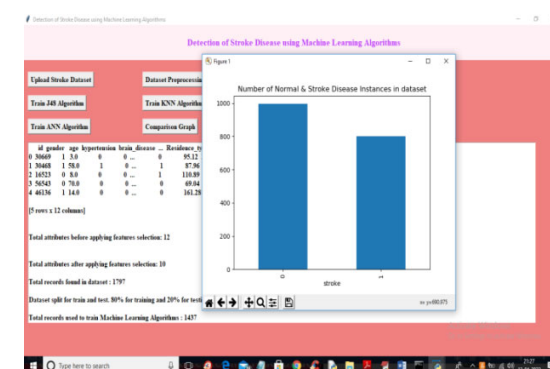 Detection of Stroke Disease using Machine Learning Algorithms
Detection of Stroke Disease using Machine Learning Algorithms
Upload Stroke Dataset
Dataset Preprocessin
Train J48 Algorithm
Train KNN Algorithm
Train ANN Algorithm
Comparison Graph
id gender age hypertension brain_disease ... Residence_ty
0 30669 1 3.0 0 0 ... 0 95.12
1 30468 1 58.0 1 0 ... 1 87.96
2 16523 0 8.0 0 0 ... 1 110.89
3 56543 0 70.0 0 0 ... 0 69.04
4 46136 1 14.0 0 0 ... 0 161.28
[5 rows x 12 columns]
Total attributes before applying features selection: 12
Total attributes after applying features selection: 10
Total records found in dataset : 1797
Dataset split for train and test. 80% for training and 20% for testi
Total records used to train Machine Learning Algorithms : 1437
Figure 1
Number of Normal & Stroke Disease Instances in dataset
1000
800
600
400
200
0
0
1
stroke
Type here to search
21:27